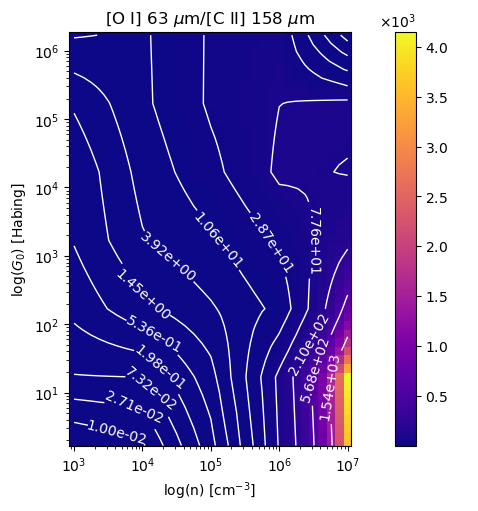 [O I] 63 μm/[C II] 158 μm
×10³
10⁶
10⁵
10⁴
10³
10²
10¹
log(G₀) [Habing]
7.76e+01
2.87e+01
1.06e+01
3.92e+00
1.45e+00
5.36e-01
1.98e-01
7.32e-02
2.71e-02
1.00e-02
2.10e+02
5.68e+02
1.54e+03
10³ 10⁴ 10⁵ 10⁶ 10⁷
log(n) [cm⁻³]
4.0
3.5
3.0
2.5
2.0
1.5
1.0
0.5